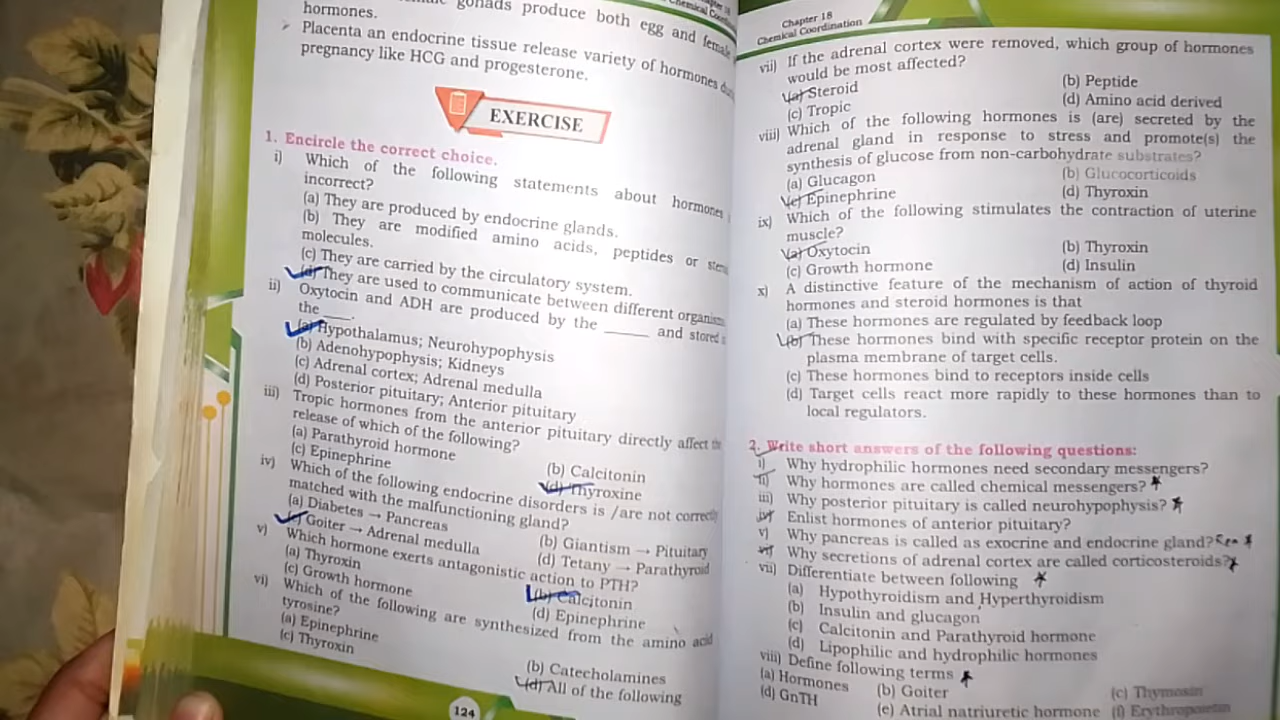 gonads produce both egg and female
hormones.
Placenta an endocrine tissue release variety of hormones
pregnancy like HCG and progesterone.
EXERCISE
1. Encircle the correct choice.
i) Which of the following statements about hormones
incorrect?
(a) They are produced by endocrine glands.
(b) They are modified amino acids, peptides or
molecules.
(c) They are carried by the circulatory system.
(d) They are used to communicate between different
ii) Oxytocin and ADH are produced by the ______ and stored
the ___.
(a) Hypothalamus; Neurohypophysis
(b) Adenohypophysis; Kidneys
(c) Adrenal cortex; Adrenal medulla
(d) Posterior pituitary; Anterior pituitary
iii) Tropic hormones from the anterior pituitary directly affect the
release of which of the following?
(a) Parathyroid hormone (b) Calcitonin
(c) Epinephrine (d) Thyroxine
iv) Which of the following endocrine disorders is /are not correctly
matched with the malfunctioning gland?
(a) Diabetes → Pancreas (b) Giantism → Pituitary
(c) Goiter → Adrenal medulla (d) Tetany → Parathyroid
v) Which hormone exerts antagonistic action to PTH?
(a) Thyroxin (b) Calcitonin
(c) Growth hormone (d) Epinephrine
vi) Which of the following are synthesized from the amino acid
tyrosine?
(a) Epinephrine (b) Catecholamines
(c) Thyroxin (d) All of the following
124
Chapter 18
Chemical Coordination
vii) If the adrenal cortex were removed, which group of hormones
would be most affected?
(a) Steroid (b) Peptide
(c) Tropic (d) Amino acid derived
viii) Which of the following hormones is (are) secreted by the
adrenal gland in response to stress and promote(s) the
synthesis of glucose from non-carbohydrate substrates?
(a) Glucagon (b) Glucocorticoids
(c) Epinephrine (d) Thyroxin
ix) Which of the following stimulates the contraction of uterine
muscle?
(a) Oxytocin (b) Thyroxin
(c) Growth hormone (d) Insulin
x) A distinctive feature of the mechanism of action of thyroid
hormones and steroid hormones is that
(a) These hormones are regulated by feedback loop
(b) These hormones bind with specific receptor protein on the
plasma membrane of target cells.
(c) These hormones bind to receptors inside cells
(d) Target cells react more rapidly to these hormones than to
local regulators.
2. Write short answers of the following questions:
i) Why hydrophilic hormones need secondary messengers?
ii) Why hormones are called chemical messengers?
iii) Why posterior pituitary is called neurohypophysis?
iv) Enlist hormones of anterior pituitary?
v) Why pancreas is called as exocrine and endocrine gland?
vi) Why secretions of adrenal cortex are called corticosteroids?
vii) Differentiate between following
(a) Hypothyroidism and Hyperthyroidism
(b) Insulin and glucagon
(c) Calcitonin and Parathyroid hormone
(d) Lipophilic and hydrophilic hormones
viii) Define following terms
(a) Hormones (b) Goiter (c) Thymosin
(d) GnTH (e) Atrial natriuretic hormone (f) Erythropoietin